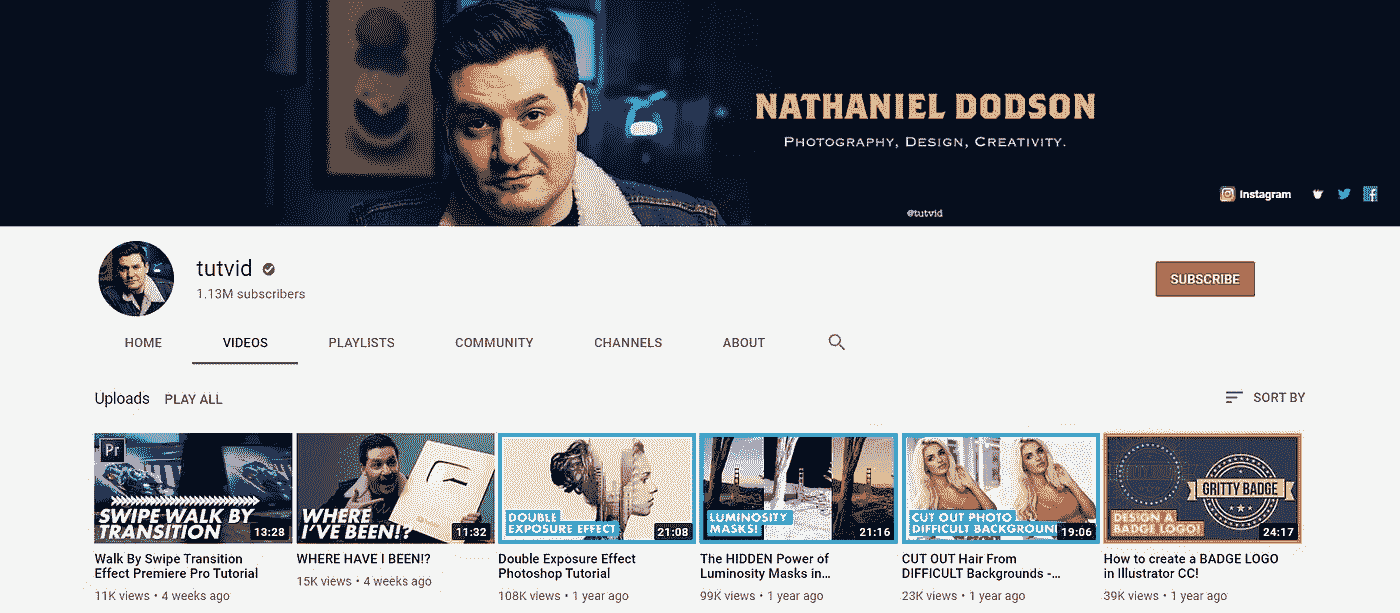 NATHANIEL DODSON
PHOTOGRAPHY, DESIGN, CREATIVITY.
Instagram
@tutvid
tutvid
1.13M subscribers
SUBSCRIBE
HOME VIDEOS PLAYLISTS COMMUNITY CHANNELS ABOUT
Uploads PLAY ALL SORT BY
Pr
SWIPE WALK BY
TRANSITION
13:28
WHERE
I'VE BEEN!?
11:32
DOUBLE
EXPOSURE EFFECT
21:08
LUMINOSITY
MASKS!
21:16
CUT OUT PHOTO
DIFFICULT BACKGROUN
19:06
GRITTY BADGE
DESIGN A
BADGE LOGO!
24:17
Walk By Swipe Transition
Effect Premiere Pro Tutorial
11K views • 4 weeks ago
WHERE HAVE I BEEN!?
15K views • 4 weeks ago
Double Exposure Effect
Photoshop Tutorial
108K views • 1 year ago
The HIDDEN Power of
Luminosity Masks in...
99K views • 1 year ago
CUT OUT Hair From
DIFFICULT Backgrounds -...
23K views • 1 year ago
How to create a BADGE LOGO
in Illustrator CC!
39K views • 1 year ago